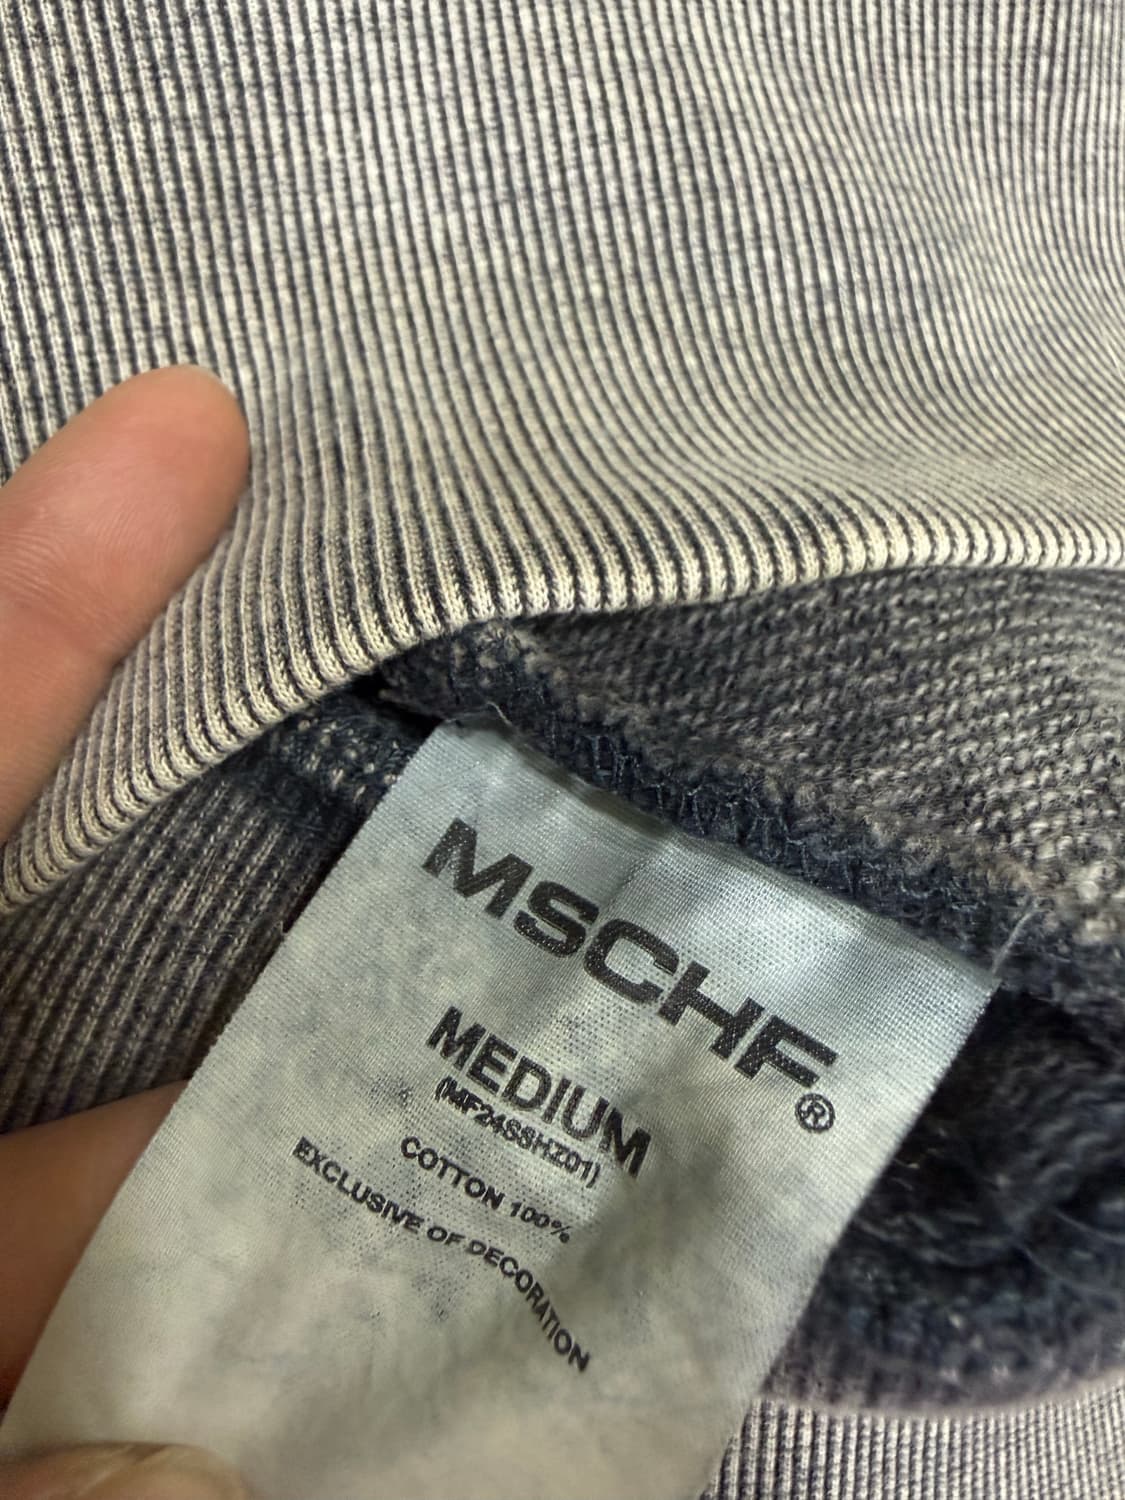 MSCHF®
MEDIUM
(MF24SSHZ01)
COTTON 100%
EXCLUSIVE OF DECORATION